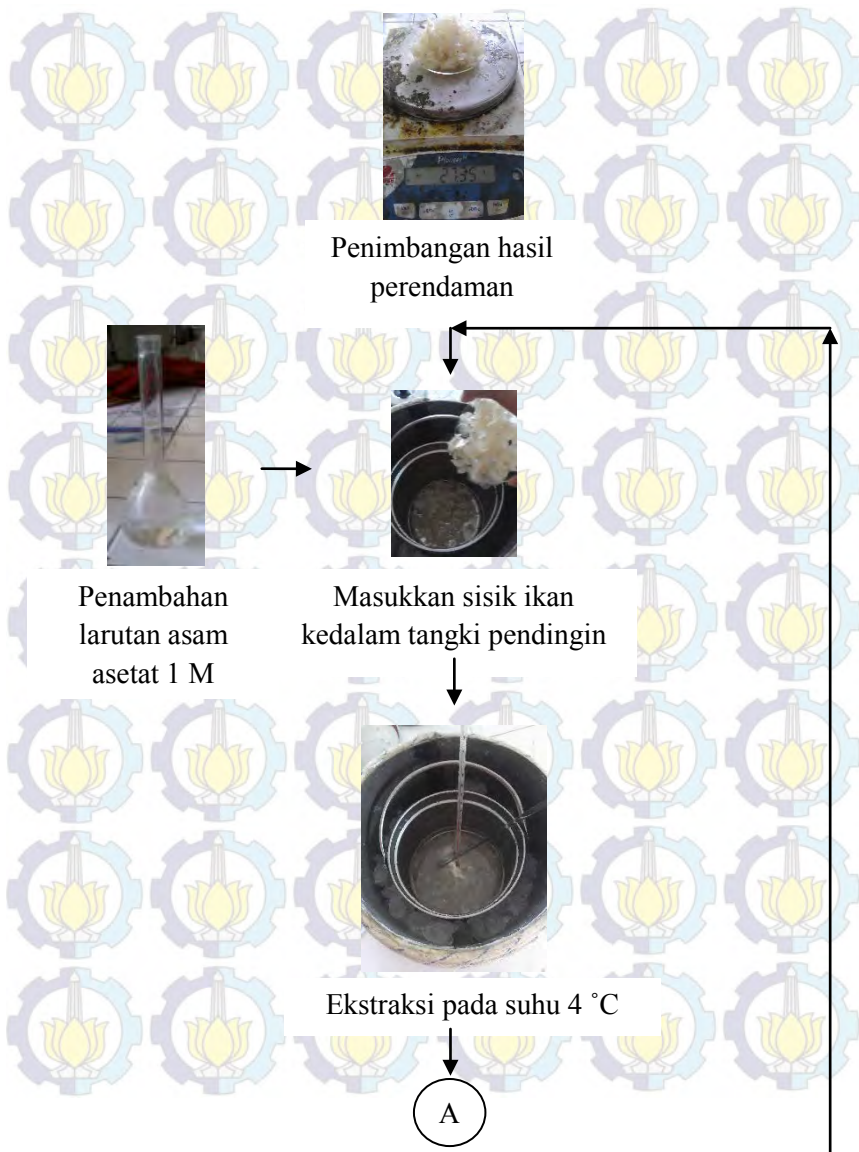 Penimbangan hasil
perendaman
Penambahan
larutan asam
asetat 1 M
Masukkan sisik ikan
kedalam tangki pendingin
Ekstraksi pada suhu 4 ˚C
A